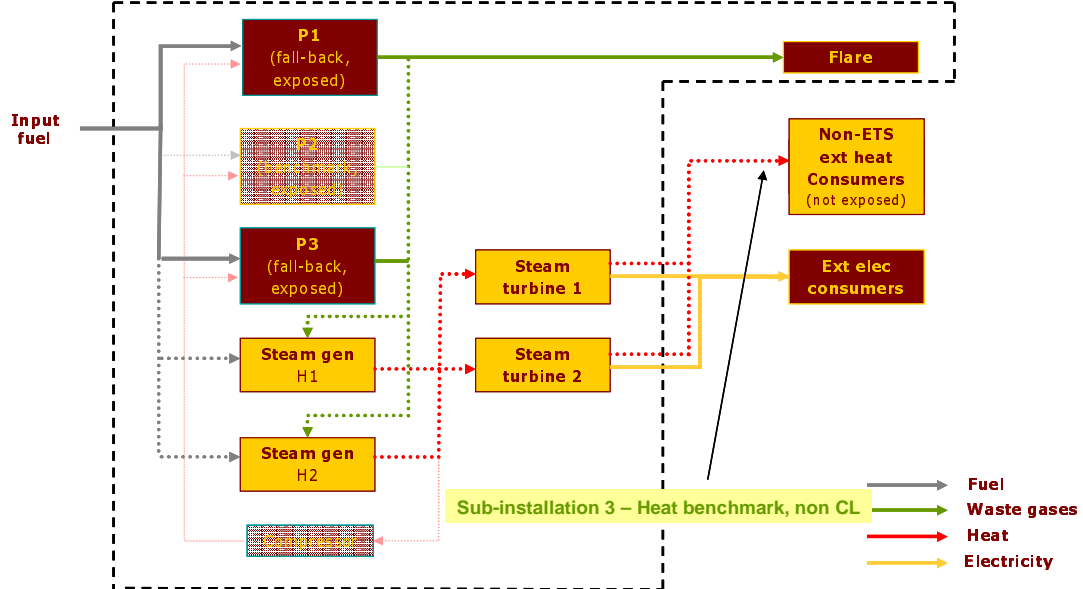 P1
(fall-back,
exposed)
Flare
Input
fuel
P2
Non-ETS
ext heat
Consumers
(not exposed)
P3
(fall-back,
exposed)
Steam
turbine 1
Ext elec
consumers
Steam gen
H1
Steam
turbine 2
Steam gen
H2
Sub-installation 3 – Heat benchmark, non CL
Fuel
Waste gases
Heat
Electricity